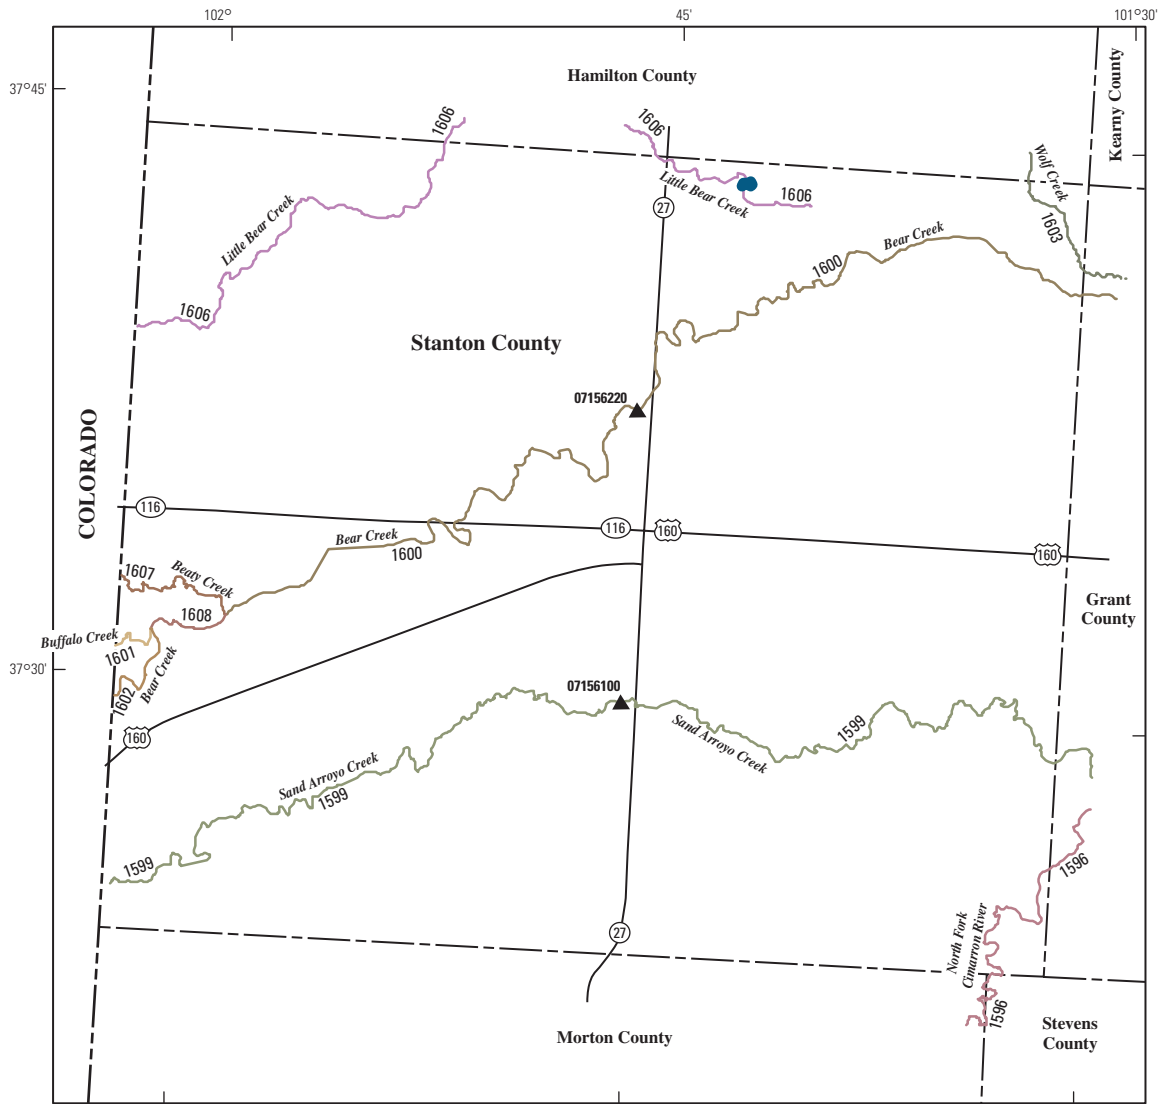 102°
45'
101°30'
37°45'
Hamilton County
Kearny County
1606
1606
Wolf Creek
Little Bear Creek
1606
27
1603
Little Bear Creek
Bear Creek
1600
1606
Stanton County
07156220
COLORADO
116
116
160
160
Bear Creek
1600
1607
Beaty Creek
1608
Grant
County
Buffalo Creek
1601
Bear Creek
37°30'
1602
07156100
160
Sand Arroyo Creek
1599
Sand Arroyo Creek
1599
1599
1596
27
North Fork
Cimarron River
1596
Morton County
Stevens
County